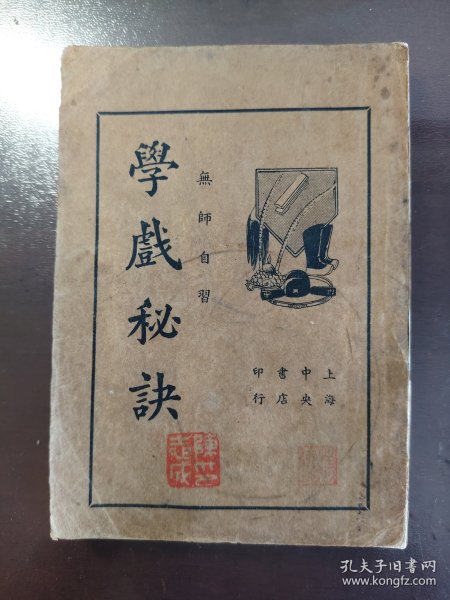 無師自習
學戲秘訣
上海
中央
書店
印行
孔夫子旧书网
www.kongfz.com